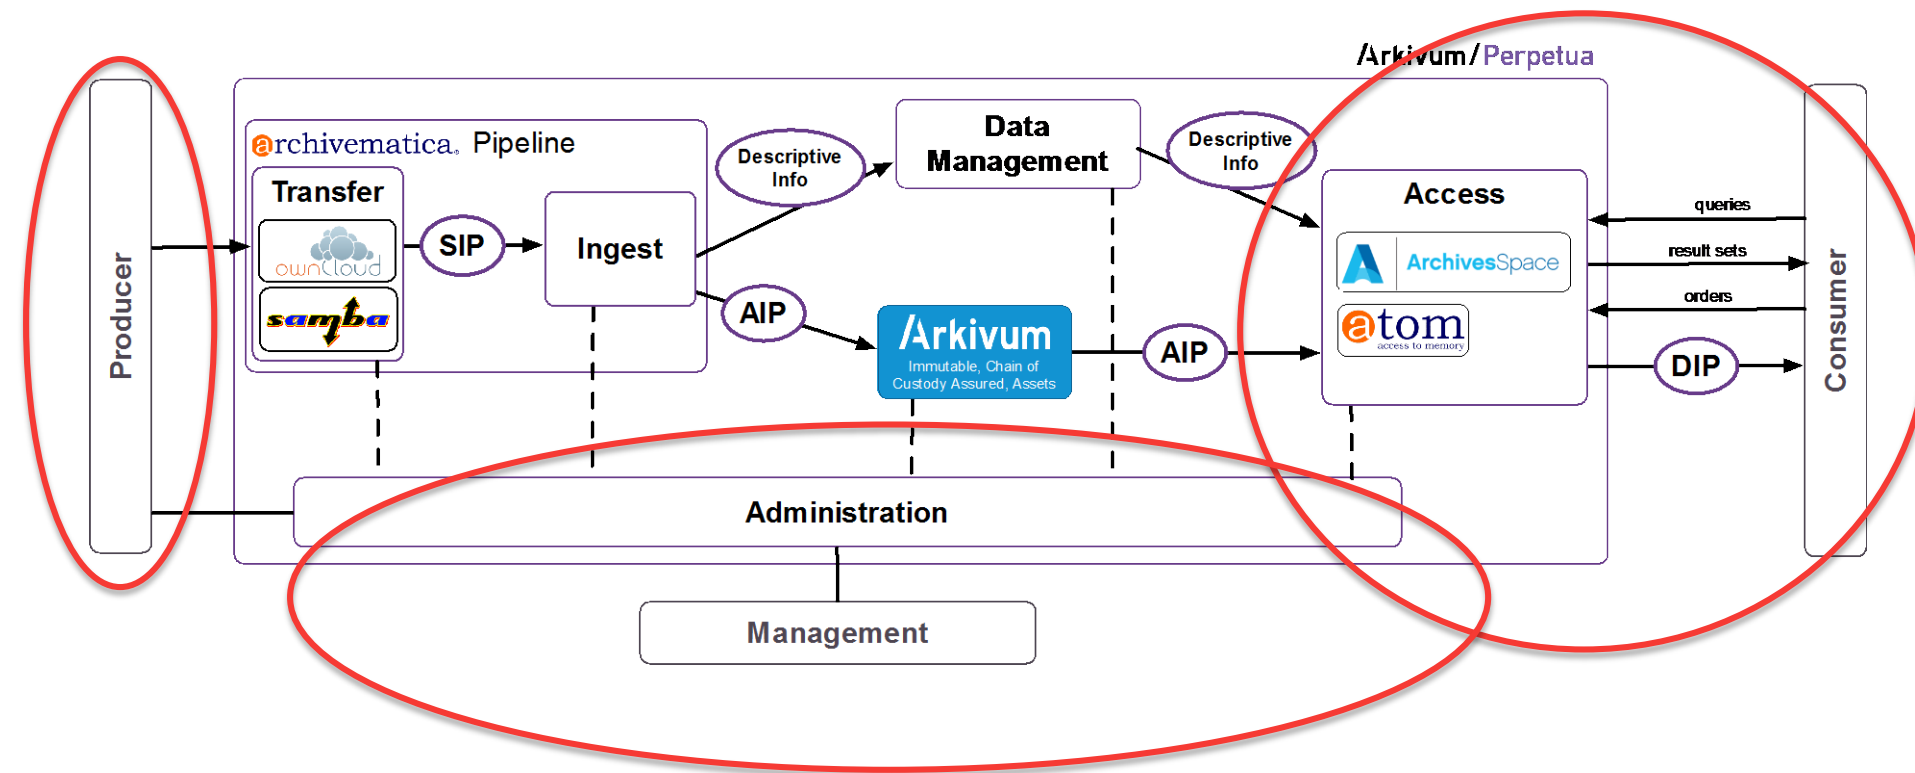 Arkivum/Perpetua
Producer
archivematica. Pipeline
Transfer
ownCloud
samba
SIP
Ingest
Descriptive
Info
AIP
Data
Management
Arkivum
Immutable, Chain of
Custody Assured, Assets
Descriptive
Info
AIP
Access
ArchivesSpace
atom
access to memory
queries
result sets
orders
DIP
Consumer
Administration
Management